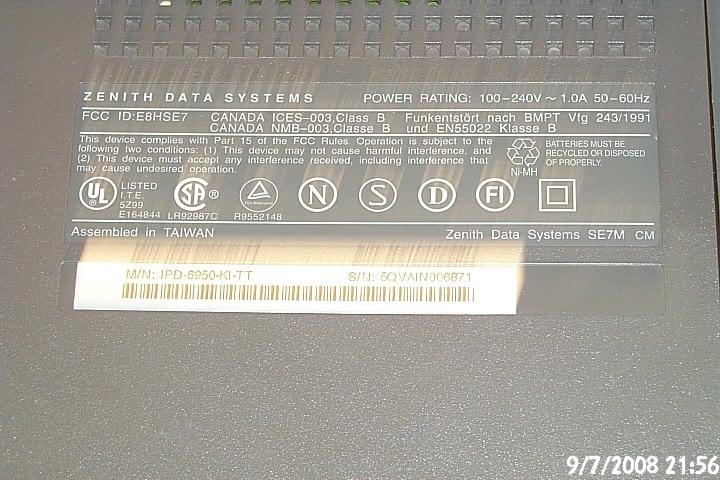 ZENITH DATA SYSTEMS POWER RATING: 100-240V ~ 1.0A 50-60Hz
FCC ID:E8HSE7 CANADA ICES-003,Class B Funkentstört nach BMPT Vfg 243/1991
CANADA NMB-003,Classe B und EN55022 Klasse B
This device complies with Part 15 of the FCC Rules. Operation is subject to the
following two conditions: (1) This device may not cause harmful interference, and
(2) This device must accept any interference received, including interference that
may cause undesired operation.
BATTERIES MUST BE
RECYCLED OR DISPOSED
OF PROPERLY.
Ni-MH
UL LISTED
I.T.E.
5Z99
E164844
SA ®
LR92987C
R9552148
N S D FI
Assembled in TAIWAN Zenith Data Systems SE7M CM
M/N: IPD-6950-KI-TT S/N: 5QVAIN006871
9/7/2008 21:56